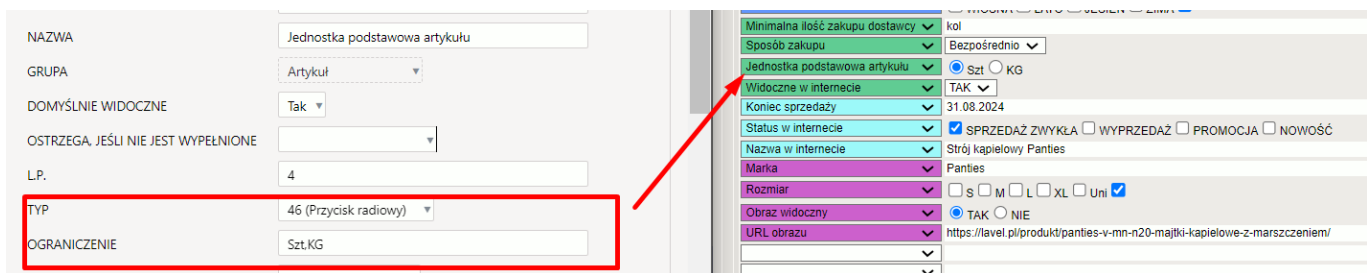 NAZWA
Jednostka podstawowa artykułu
GRUPA
Artykuł
DOMYŚLNIE WIDOCZNE
Tak
OSTRZEGA, JEŚLI NIE JEST WYPEŁNIONE
L.P.
4
TYP
46 (Przycisk radiowy)
OGRANICZENIE
Szt,KG
WIOSNA LATO JESIEŃ ZIMA
Minimalna ilość zakupu dostawcy kol
Sposób zakupu Bezpośrednio
Jednostka podstawowa artykułu Szt KG
Widoczne w internecie TAK
Koniec sprzedaży 31.08.2024
Status w internecie SPRZEDAŻ ZWYKŁA WYPRZEDAŻ PROMOCJA NOWOŚĆ
Nazwa w internecie Strój kąpielowy Panties
Marka Panties
Rozmiar S M L XL Uni
Obraz widoczny TAK NIE
URL obrazu https://lavel.pl/produkt/panties-v-mn-n20-majtki-kapielowe-z-marszczeniem/